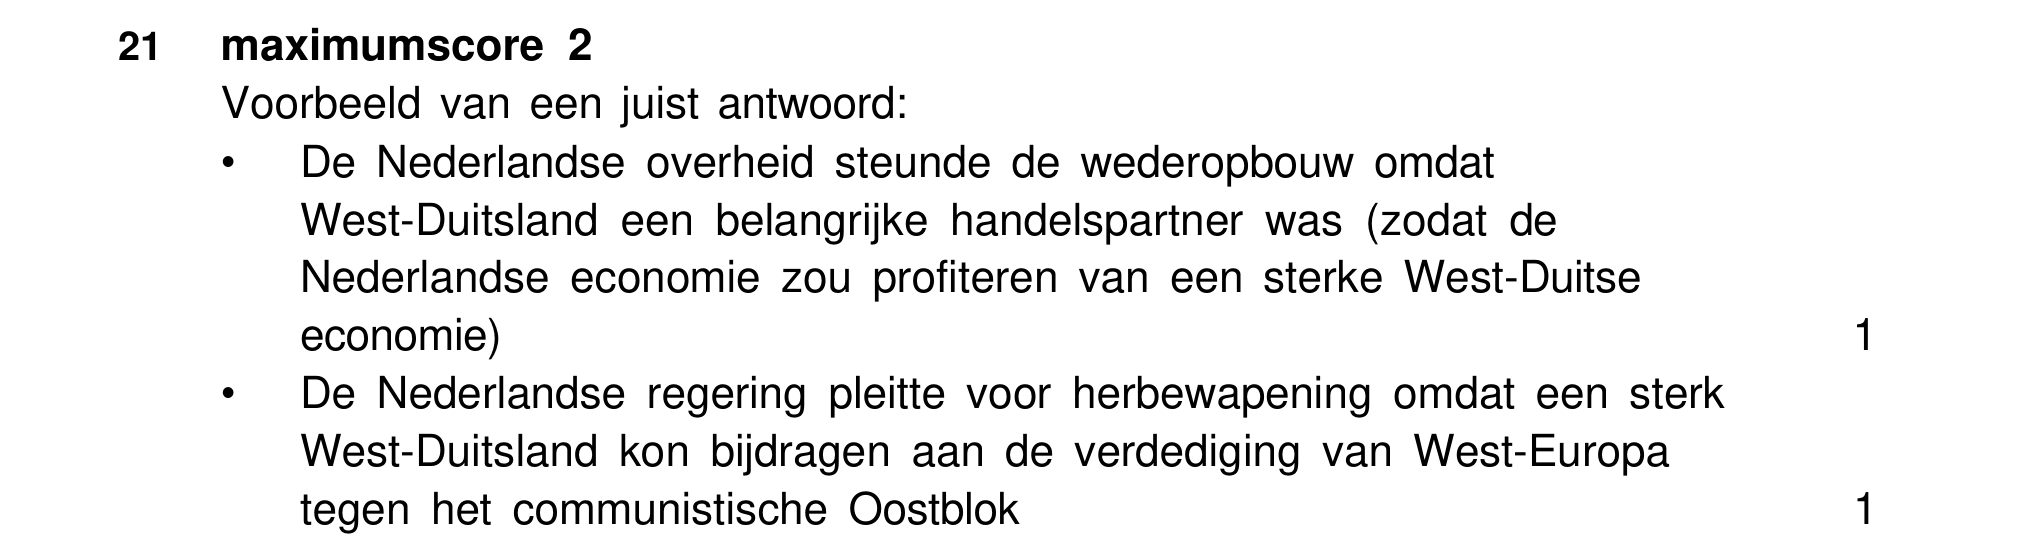 21 maximumscore 2
Voorbeeld van een juist antwoord:
• De Nederlandse overheid steunde de wederopbouw omdat
West-Duitsland een belangrijke handelspartner was (zodat de
Nederlandse economie zou profiteren van een sterke West-Duitse
economie) 1
• De Nederlandse regering pleitte voor herbewapening omdat een sterk
West-Duitsland kon bijdragen aan de verdediging van West-Europa
tegen het communistische Oostblok 1